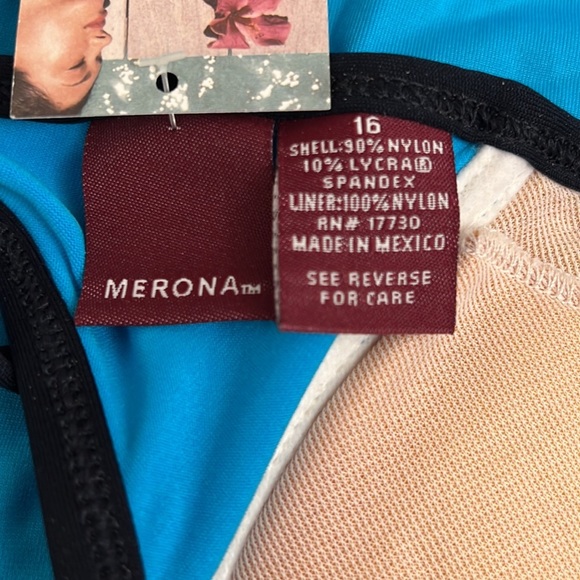 MERONA™
16
SHELL:90%NYLON
10%LYCRA®
SPANDEX
LINER:100%NYLON
RN# 17730
MADE IN MEXICO
SEE REVERSE
FOR CARE